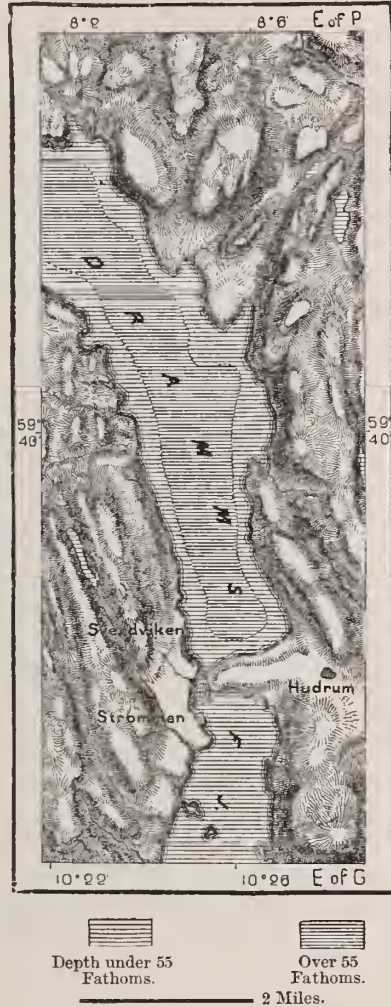 8°2
8°6'
E of P
D
A
M
M
S
59°
40'
59°
40'
Hudrum
10°22
10°26
E of G
Depth under 55
Fathoms.
Over 55
Fathoms.
2 Miles.